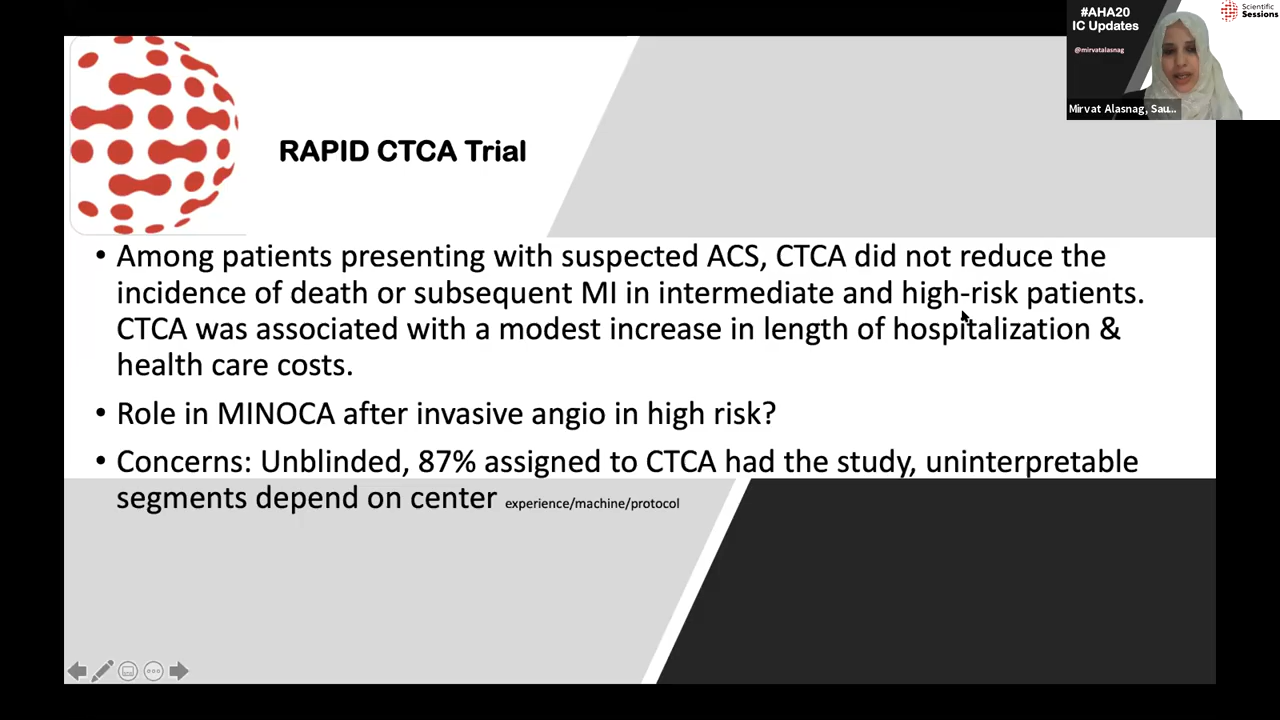 #AHA20
IC Updates
@mirvatalasnag
Mirvat Alasnag, Sau...
Scientific
Sessions
RAPID CTCA Trial
• Among patients presenting with suspected ACS, CTCA did not reduce the
incidence of death or subsequent MI in intermediate and high-risk patients.
CTCA was associated with a modest increase in length of hospitalization &
health care costs.
• Role in MINOCA after invasive angio in high risk?
• Concerns: Unblinded, 87% assigned to CTCA had the study, uninterpretable
segments depend on center experience/machine/protocol